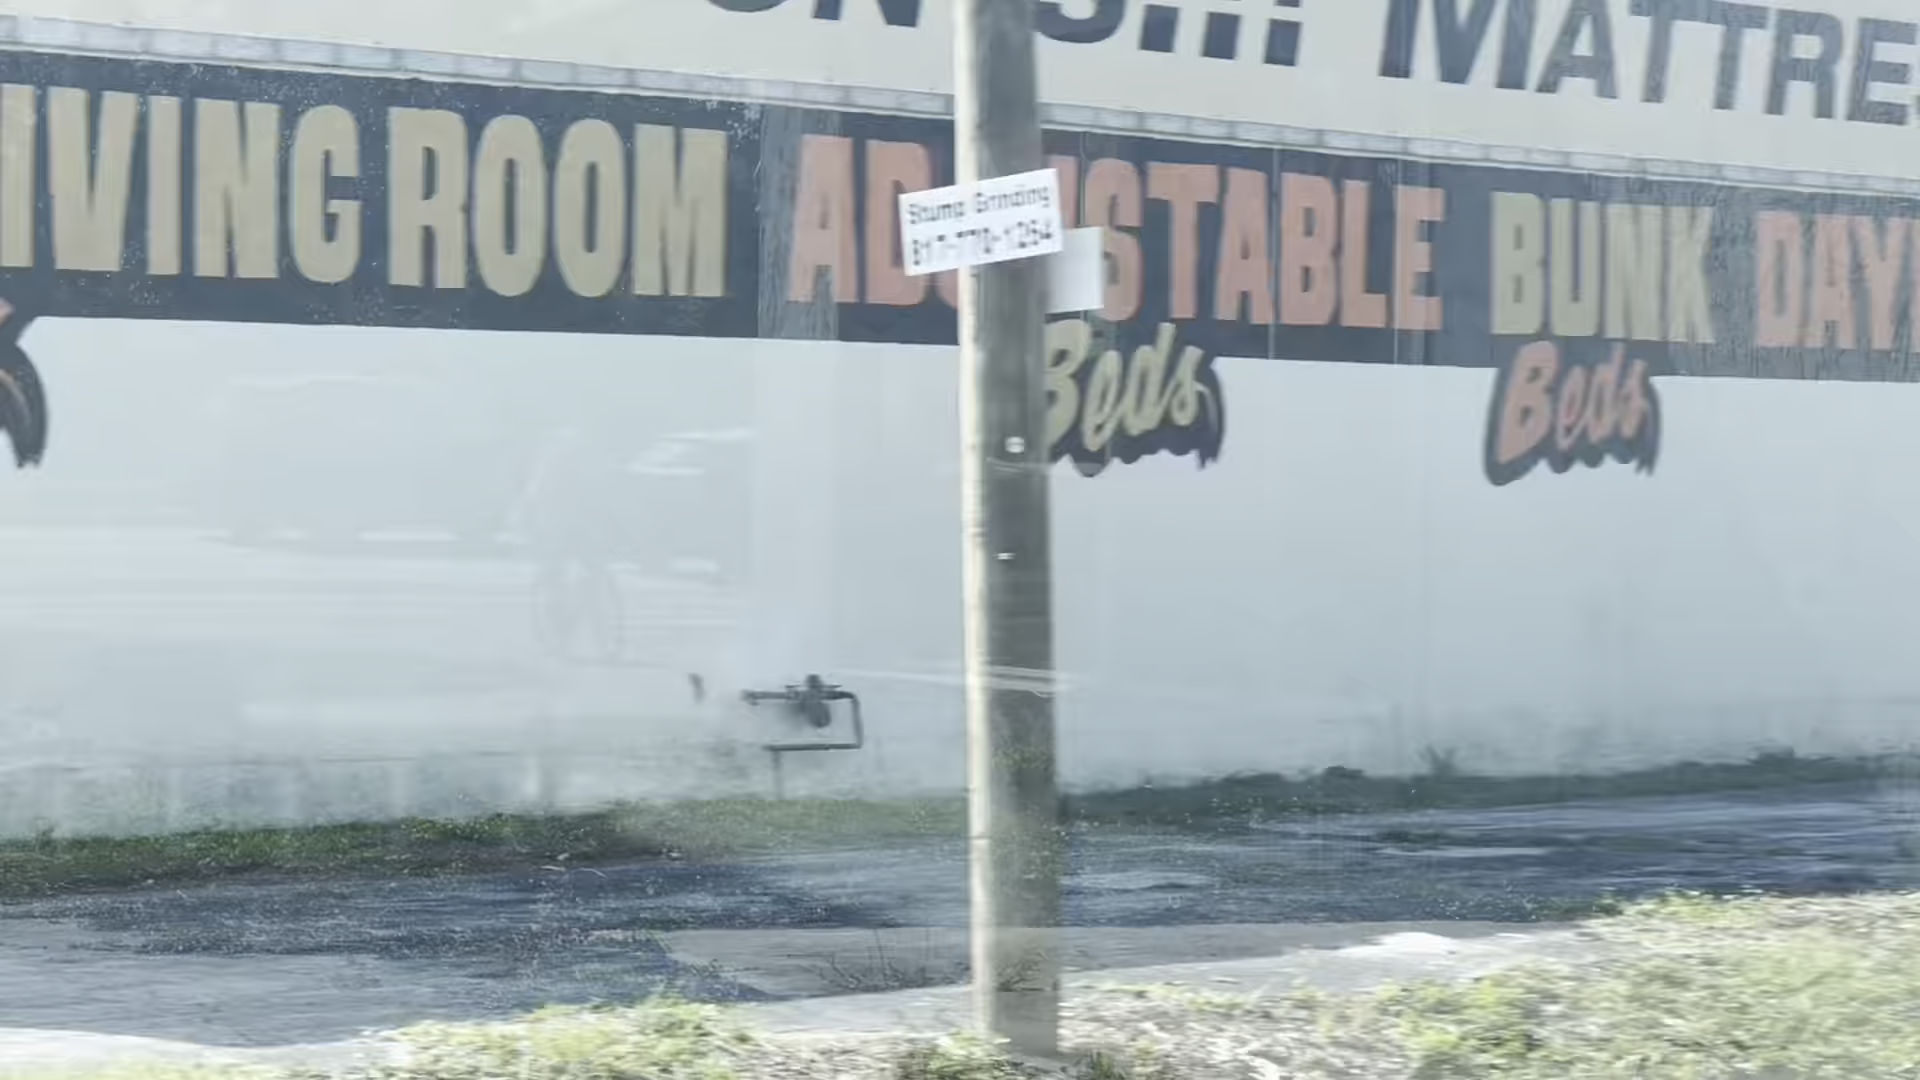 MATTRE
IVING ROOM ADJUSTABLE BUNK DAY
Stump Grinding
Beds Beds